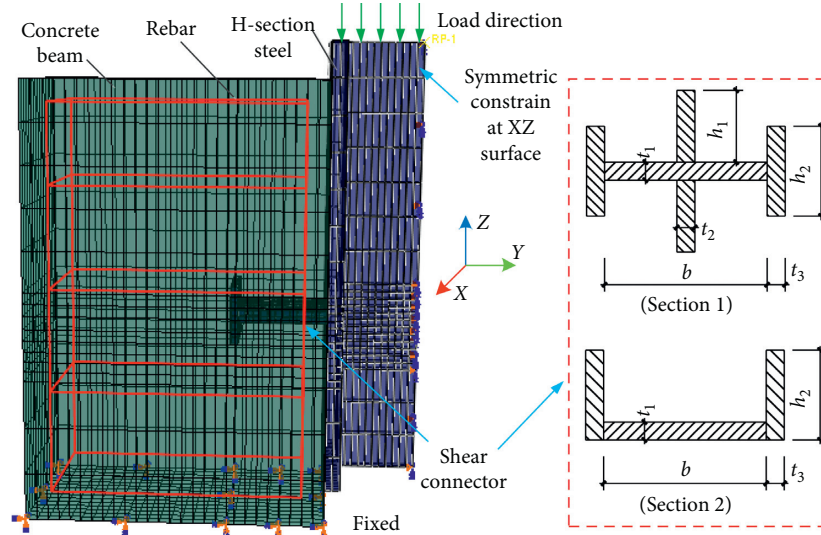 Concrete
beam
Rebar
H-section
steel
Load direction
RP-1
Symmetric
constrain
at XZ
surface
Z
Y
X
Shear
connector
Fixed
h1
t1
h2
t2
b
t3
(Section 1)
t1
h2
b
t3
(Section 2)